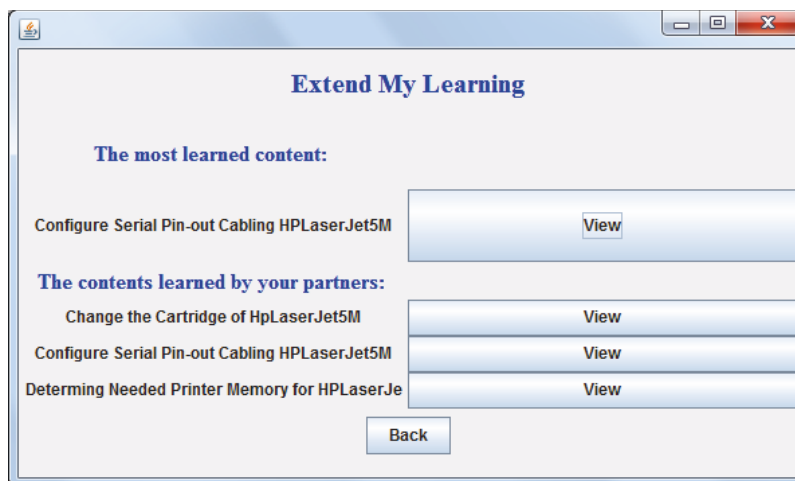 Extend My Learning
The most learned content:
Configure Serial Pin-out Cabling HPLaserJet5M View
The contents learned by your partners:
Change the Cartridge of HpLaserJet5M View
Configure Serial Pin-out Cabling HPLaserJet5M View
Determing Needed Printer Memory for HPLaserJe View
Back